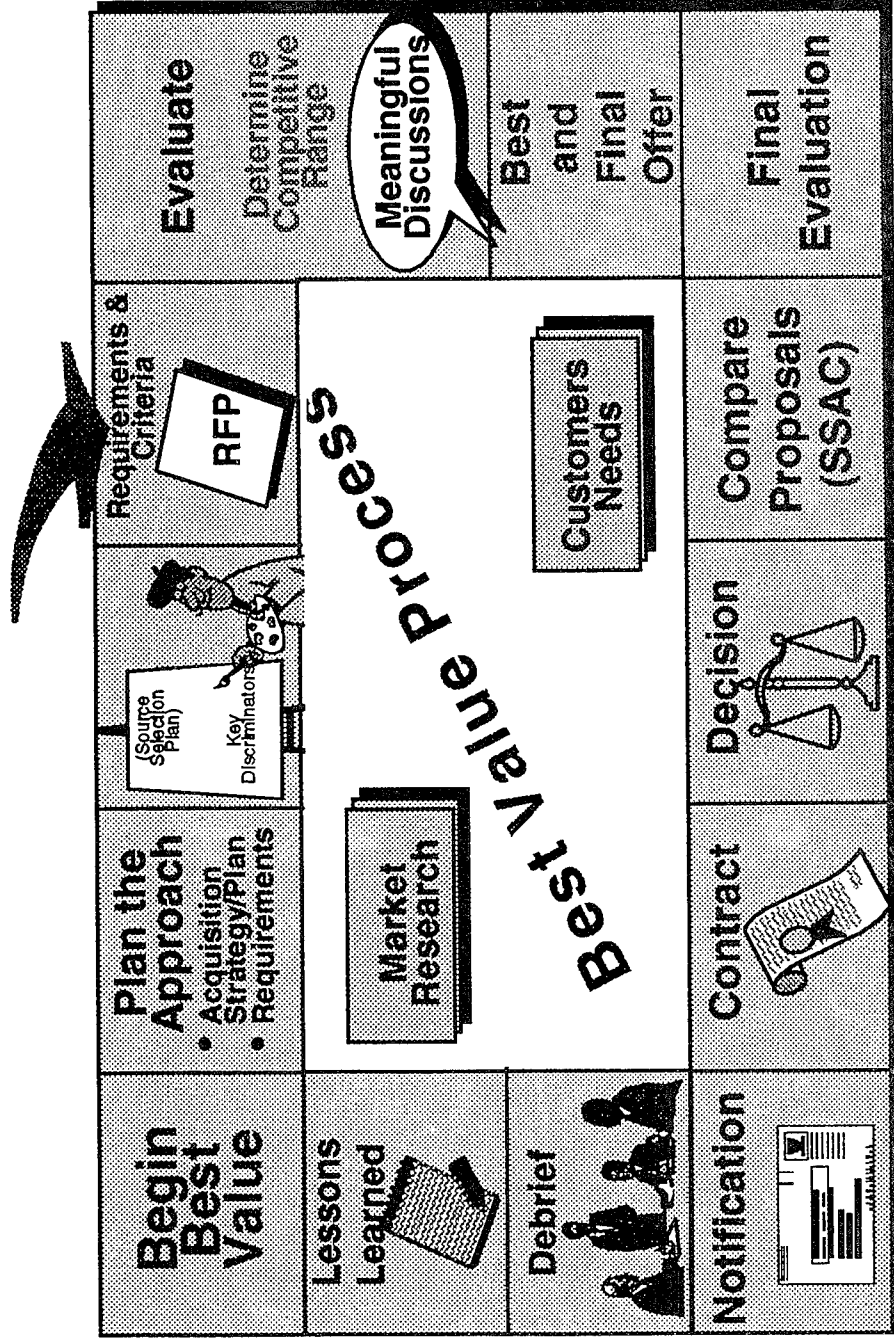 Begin
Best
Value
Plan the
Approach
• Acquisition
Strategy/Plan
• Requirements
(Source
Selection
Plan)
Key
Discriminators
Requirements &
Criteria
RFP
Evaluate
Determine
Competitive
Range
Meaningful
Discussions
Best
and
Final
Offer
Final
Evaluation
Compare
Proposals
(SSAC)
Decision
Contract
Notification
Debrief
Lessons
Learned
Market
Research
Best Value Process
Customers
Needs